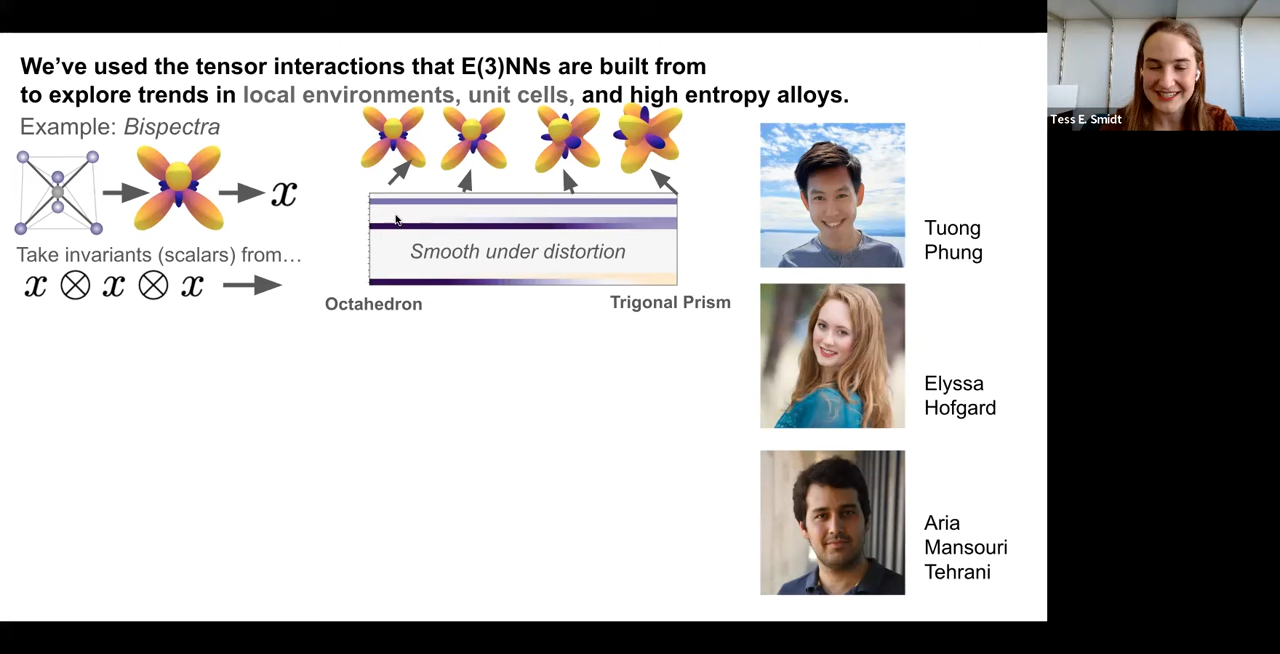 We've used the tensor interactions that E(3)NNs are built from
to explore trends in local environments, unit cells, and high entropy alloys.
Example: Bispectra
x
Take invariants (scalars) from…
x ⊗ x ⊗ x
Smooth under distortion
Octahedron
Trigonal Prism
Tuong
Phung
Elyssa
Hofgard
Aria
Mansouri
Tehrani
Tess E. Smidt